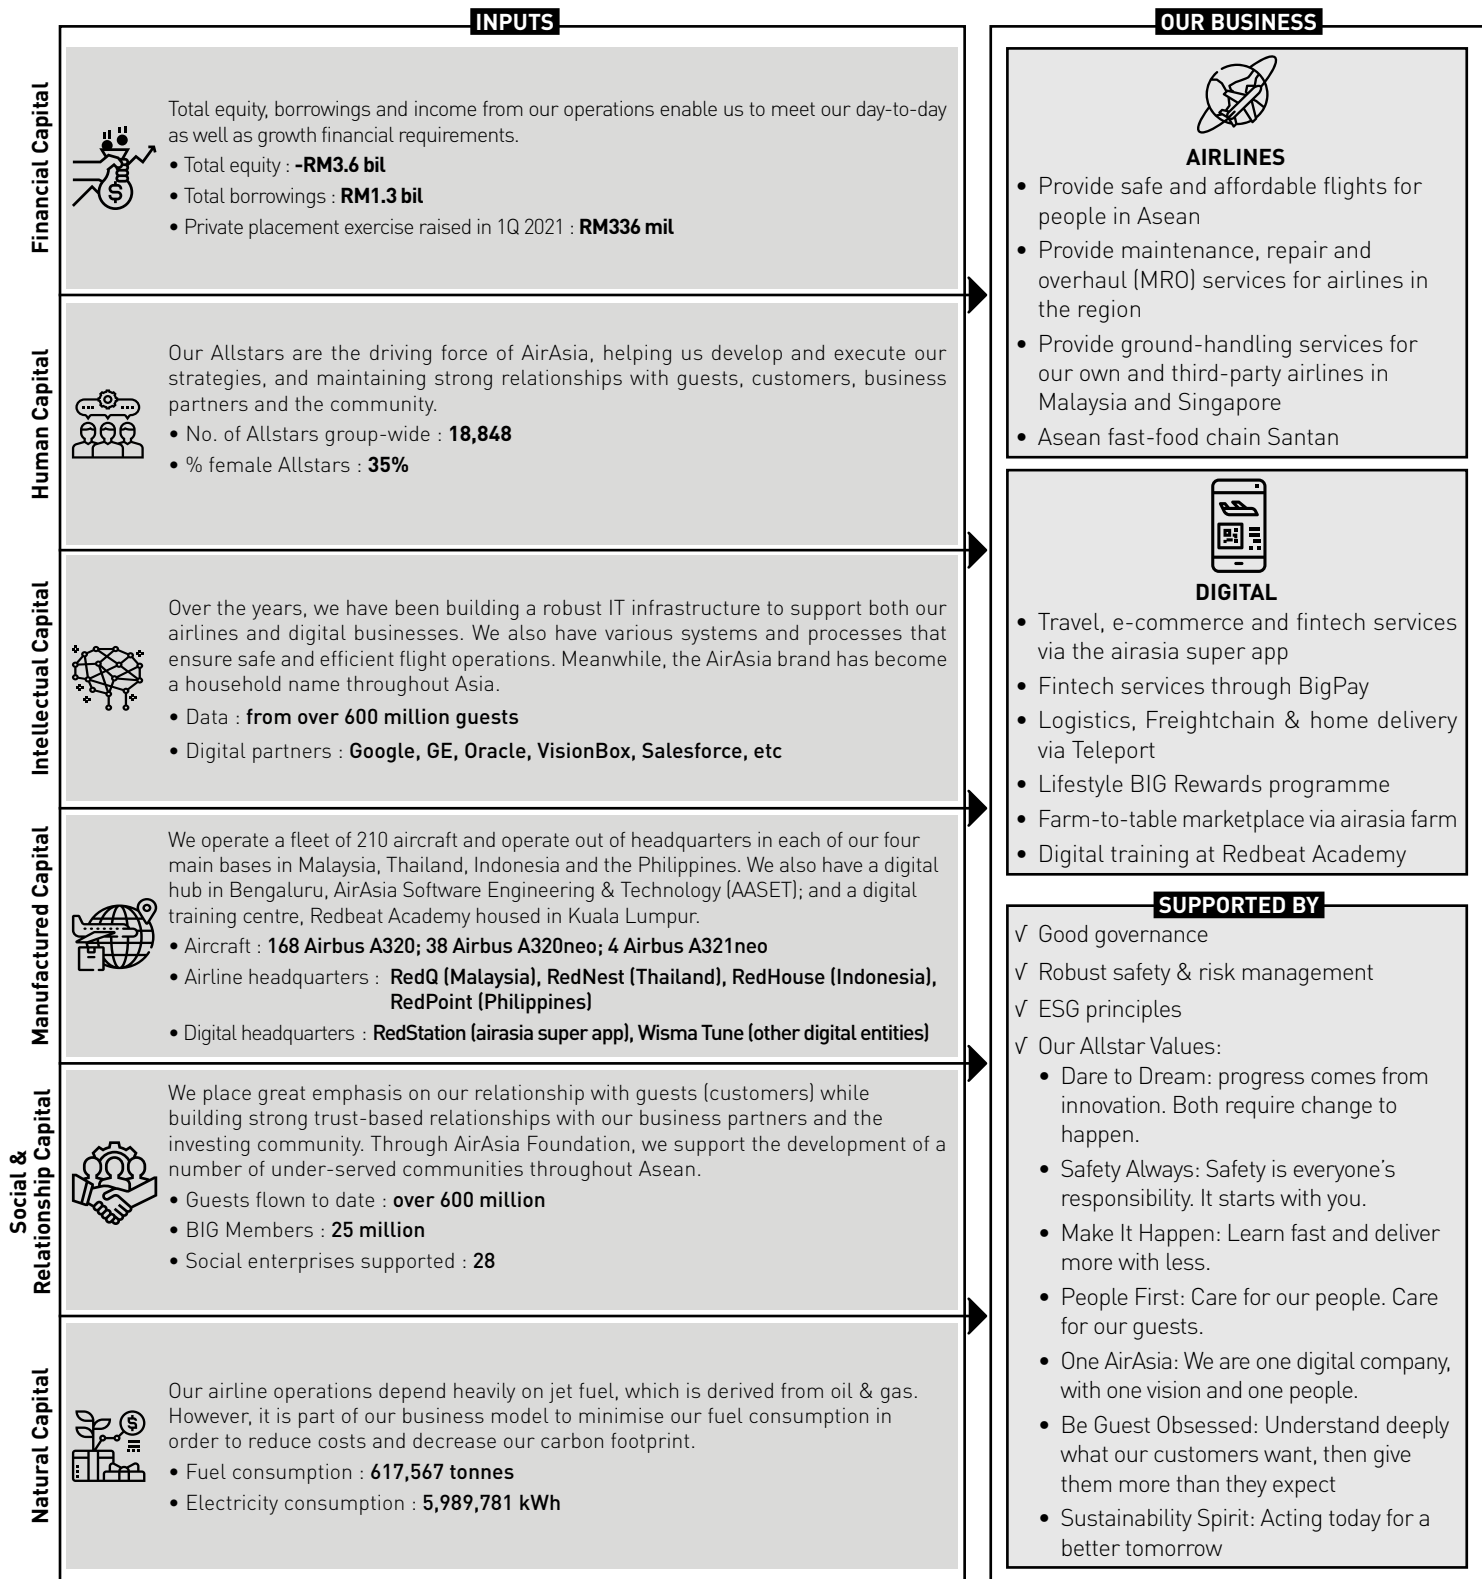 INPUTS
Financial Capital
Total equity, borrowings and income from our operations enable us to meet our day-to-day
as well as growth financial requirements.
• Total equity : -RM3.6 bil
• Total borrowings : RM1.3 bil
• Private placement exercise raised in 1Q 2021 : RM336 mil
Human Capital
Our Allstars are the driving force of AirAsia, helping us develop and execute our
strategies, and maintaining strong relationships with guests, customers, business
partners and the community.
• No. of Allstars group-wide : 18,848
• % female Allstars : 35%
Intellectual Capital
Over the years, we have been building a robust IT infrastructure to support both our
airlines and digital businesses. We also have various systems and processes that
ensure safe and efficient flight operations. Meanwhile, the AirAsia brand has become
a household name throughout Asia.
• Data : from over 600 million guests
• Digital partners : Google, GE, Oracle, VisionBox, Salesforce, etc
Manufactured Capital
We operate a fleet of 210 aircraft and operate out of headquarters in each of our four
main bases in Malaysia, Thailand, Indonesia and the Philippines. We also have a digital
hub in Bengaluru, AirAsia Software Engineering & Technology (AASET); and a digital
training centre, Redbeat Academy housed in Kuala Lumpur.
• Aircraft : 168 Airbus A320; 38 Airbus A320neo; 4 Airbus A321neo
• Airline headquarters : RedQ (Malaysia), RedNest (Thailand), RedHouse (Indonesia),
RedPoint (Philippines)
• Digital headquarters : RedStation (airasia super app), Wisma Tune (other digital entities)
Social &
Relationship Capital
We place great emphasis on our relationship with guests (customers) while
building strong trust-based relationships with our business partners and the
investing community. Through AirAsia Foundation, we support the development of a
number of under-served communities throughout Asean.
• Guests flown to date : over 600 million
• BIG Members : 25 million
• Social enterprises supported : 28
Natural Capital
Our airline operations depend heavily on jet fuel, which is derived from oil & gas.
However, it is part of our business model to minimise our fuel consumption in
order to reduce costs and decrease our carbon footprint.
• Fuel consumption : 617,567 tonnes
• Electricity consumption : 5,989,781 kWh
OUR BUSINESS
AIRLINES
• Provide safe and affordable flights for
people in Asean
• Provide maintenance, repair and
overhaul (MRO) services for airlines in
the region
• Provide ground-handling services for
our own and third-party airlines in
Malaysia and Singapore
• Asean fast-food chain Santan
DIGITAL
• Travel, e-commerce and fintech services
via the airasia super app
• Fintech services through BigPay
• Logistics, Freightchain & home delivery
via Teleport
• Lifestyle BIG Rewards programme
• Farm-to-table marketplace via airasia farm
• Digital training at Redbeat Academy
SUPPORTED BY
√ Good governance
√ Robust safety & risk management
√ ESG principles
√ Our Allstar Values:
• Dare to Dream: progress comes from
innovation. Both require change to
happen.
• Safety Always: Safety is everyone's
responsibility. It starts with you.
• Make It Happen: Learn fast and deliver
more with less.
• People First: Care for our people. Care
for our guests.
• One AirAsia: We are one digital company,
with one vision and one people.
• Be Guest Obsessed: Understand deeply
what our customers want, then give
them more than they expect
• Sustainability Spirit: Acting today for a
better tomorrow